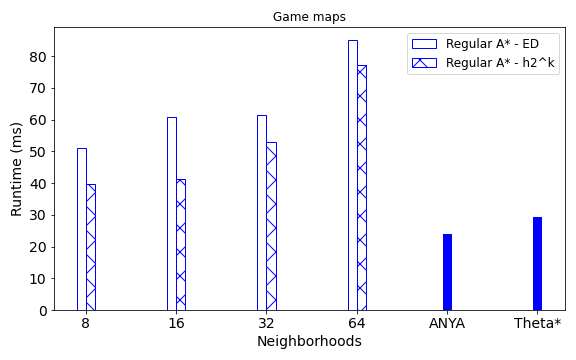 Game maps
Regular A* - ED
Regular A* - h2^k
Runtime (ms)
80
70
60
50
40
30
20
10
0
8 16 32 64 ANYA Theta*
Neighborhoods